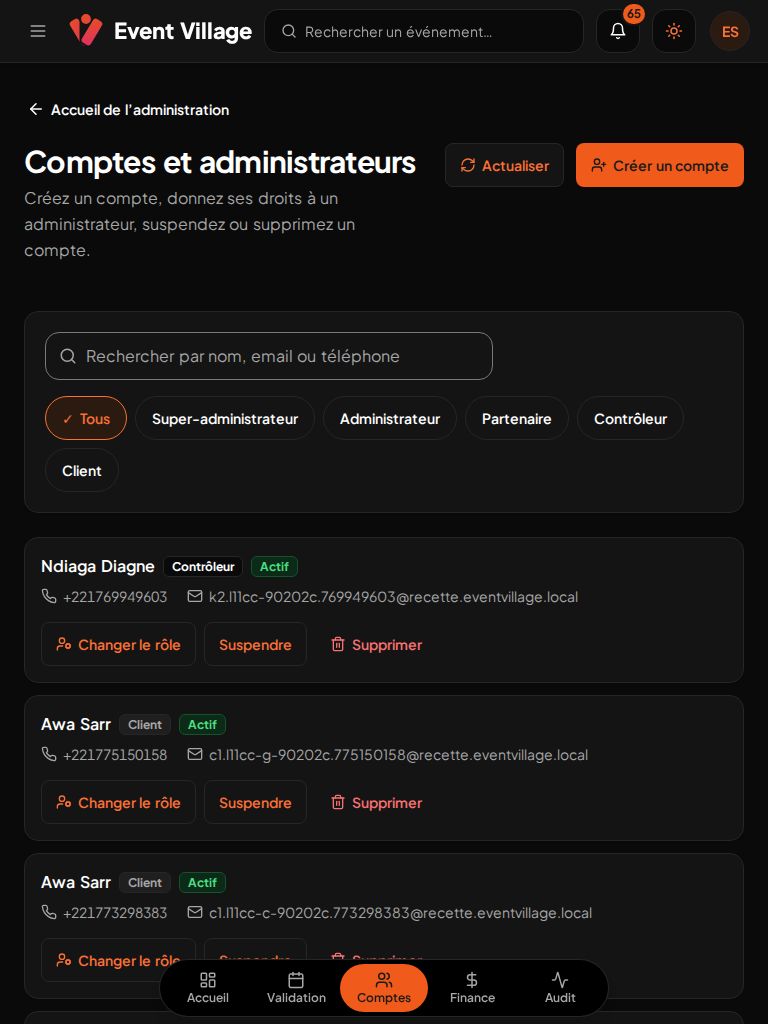 Event Village
Rechercher un événement…
65
ES
Accueil de l'administration
Comptes et administrateurs
Actualiser
Créer un compte
Créez un compte, donnez ses droits à un
administrateur, suspendez ou supprimez un
compte.
Rechercher par nom, email ou téléphone
✓ Tous
Super-administrateur
Administrateur
Partenaire
Contrôleur
Client
Ndiaga Diagne Contrôleur Actif
+221769949603 k2.l11cc-90202c.769949603@recette.eventvillage.local
Changer le rôle Suspendre Supprimer
Awa Sarr Client Actif
+221775150158 c1.l11cc-g-90202c.775150158@recette.eventvillage.local
Changer le rôle Suspendre Supprimer
Awa Sarr Client Actif
+221773298383 c1.l11cc-c-90202c.773298383@recette.eventvillage.local
Changer le rôle Suspendre Supprimer
Accueil
Validation
Comptes
Finance
Audit